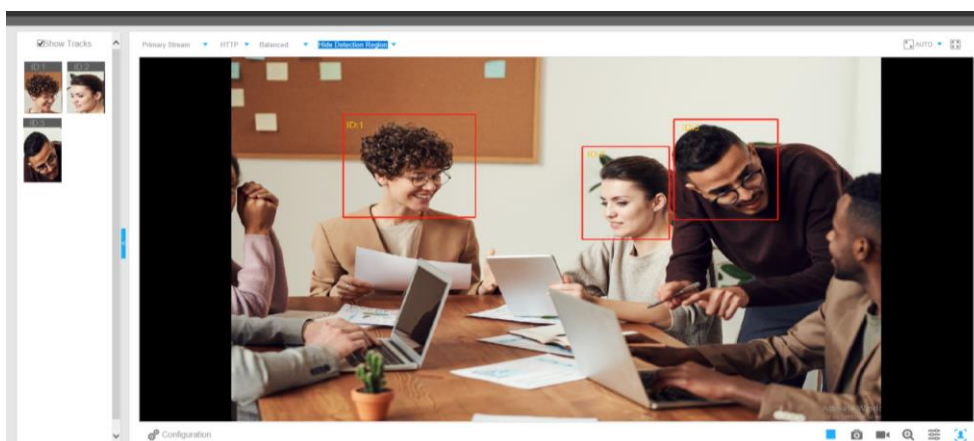 Show Tracks
ID:1 ID:2
ID:3
Primary Stream HTTP Balanced Hide Detection Region
AUTO
ID:1
Configuration